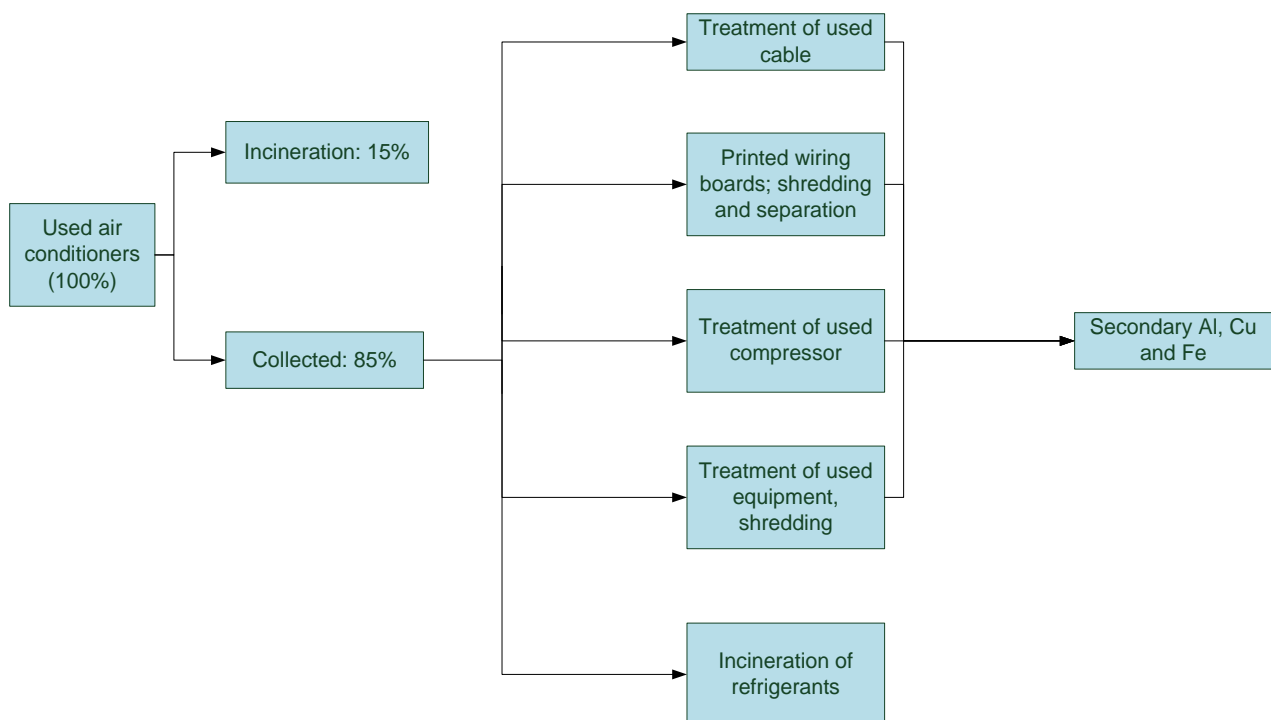 Used air
conditioners
(100%)
Incineration: 15%
Collected: 85%
Treatment of used
cable
Printed wiring
boards; shredding
and separation
Treatment of used
compressor
Treatment of used
equipment,
shredding
Incineration of
refrigerants
Secondary Al, Cu
and Fe